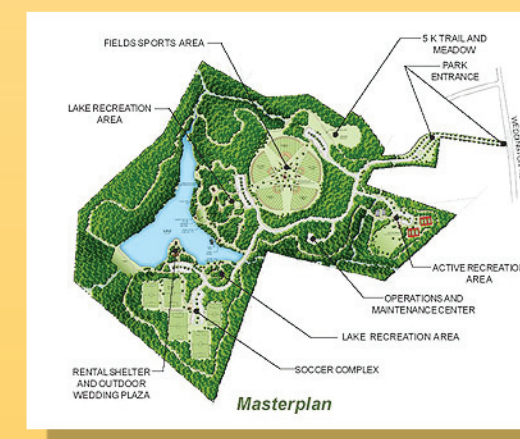 FIELDS SPORTS AREA
5 K TRAIL AND
MEADOW
PARK
ENTRANCE
LAKE RECREATION
AREA
ACTIVE RECREATION
AREA
OPERATIONS AND
MAINTENANCE CENTER
LAKE RECREATION AREA
RENTAL SHELTER
AND OUTDOOR
WEDDING PLAZA
SOCCER COMPLEX
Masterplan